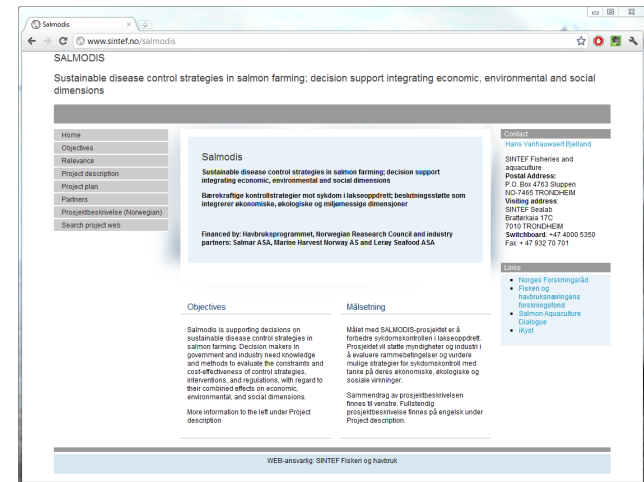 Salmodis
www.sintef.no/salmodis
SALMODIS
Sustainable disease control strategies in salmon farming; decision support integrating economic, environmental and social
dimensions
Home
Objectives
Relevance
Project description
Project plan
Partners
Prosjektbeskrivelse (Norwegian)
Search project web
Salmodis
Sustainable disease control strategies in salmon farming; decision support
integrating economic, environmental and social dimensions
Bærekraftige kontrollstrategier mot sykdom i lakseoppdrett; beslutningsstøtte som
integrerer økonomiske, økologiske og miljømessige dimensjoner
Financed by: Havbruksprogrammet, Norwegian Reasearch Council and industry
partners: Salmar ASA, Marine Harvest Norway AS and Lerøy Seafood ASA
Objectives
Salmodis is supporting decisions on
sustainable disease control strategies in
salmon farming. Decision makers in
government and industry need knowledge
and methods to evaluate the constraints and
cost-effectiveness of control strategies,
interventions, and regulations, with regard to
their combined effects on economic,
environmental, and social dimensions.
More information to the left under Project
description
Målsetning
Målet med SALMODIS-prosjektet er å
forbedre sykdomskontrollen i lakseoppdrett.
Prosjektet vil støtte myndigheter og industri i
å evaluere rammebetingelser og vurdere
mulige strategier for sykdomskontroll med
tanke på deres økonomiske, økologiske og
sosiale virkninger.
Sammendrag av prosjektbeskrivelsen
finnes til venstre. Fullstendig
prosjektbeskrivelse finnes på engelsk under
Project description.
Contact
Hans Vanhauwaert Bjelland
SINTEF Fisheries and
aquaculture
Postal Address:
P.O. Box 4763 Sluppen
NO-7465 TRONDHEIM
Visiting address:
SINTEF Sealab
Brattørkaia 17C
7010 TRONDHEIM
Switchboard: +47 4000 5350
Fax: + 47 932 70 701
Links
Norges Forskningsråd
Fiskeri og
havbruksnæringens
forskningsfond
Salmon Aquaculture
Dialogue
iKyst
WEB-ansvarlig: SINTEF Fiskeri og havbruk